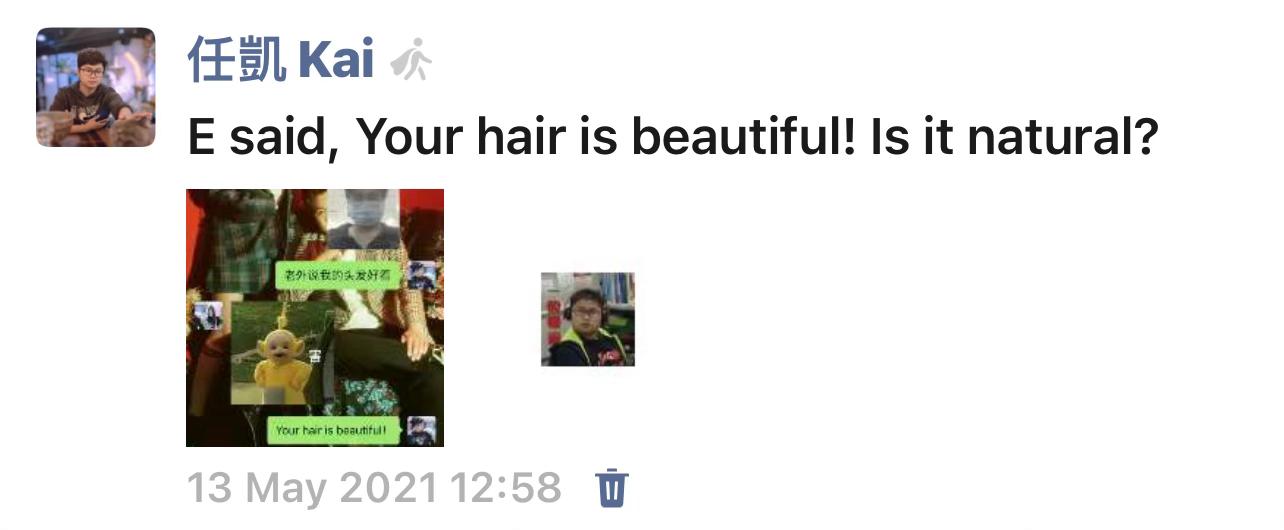 任凱 Kai
E said, Your hair is beautiful! Is it natural?
老外说我的头发好看
害
Your hair is beautiful!
13 May 2021 12:58